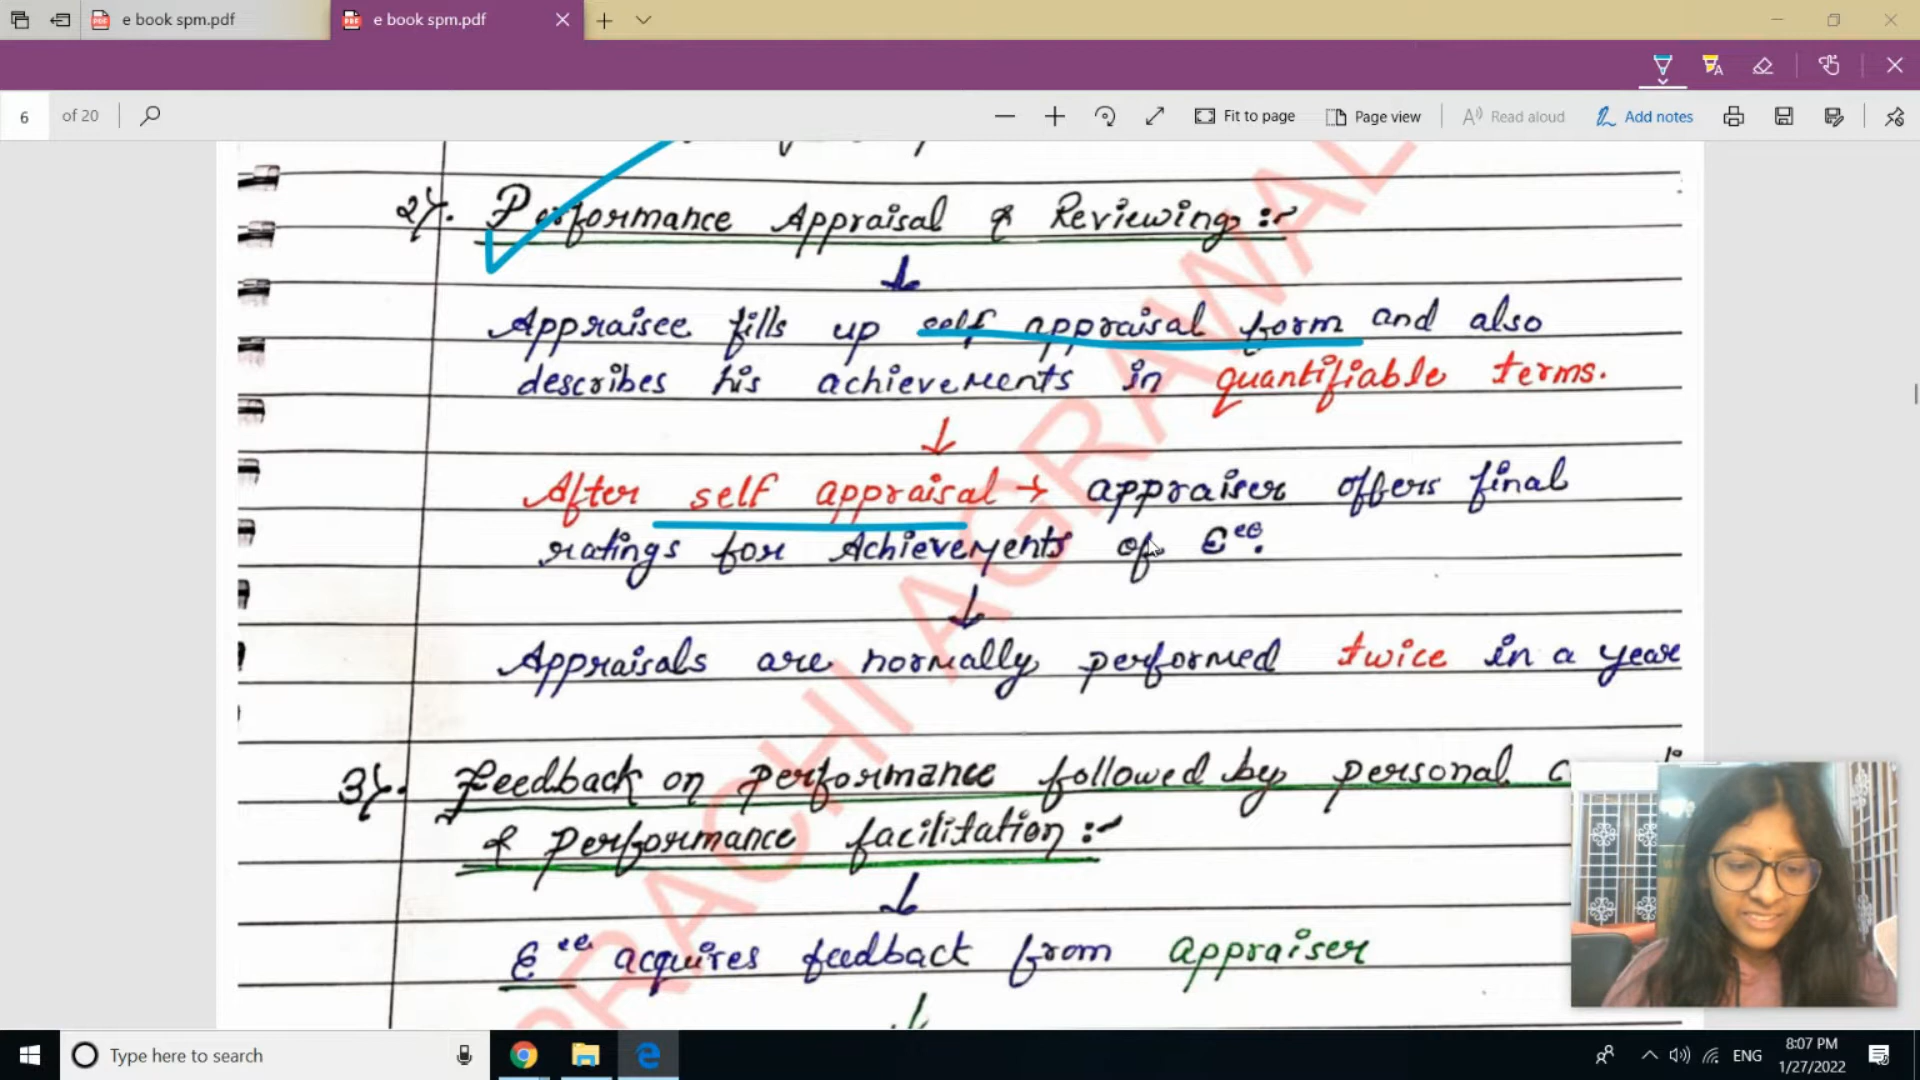 e book spm.pdf
e book spm.pdf
6 of 20
Fit to page
Page view
Read aloud
Add notes
2). Performance Appraisal & Reviewing :-
Appraisee fills up self appraisal form and also
describes his achievements in quantifiable terms.
After self appraisal → appraiser offers final
ratings for Achievements of Eee.
Appraisals are normally performed twice in a year
3). Feedback on performance followed by personal
& performance facilitation :-
Eee acquires feedback from appraiser
PRACHI AGRAWAL
Type here to search
ENG
8:07 PM
1/27/2022